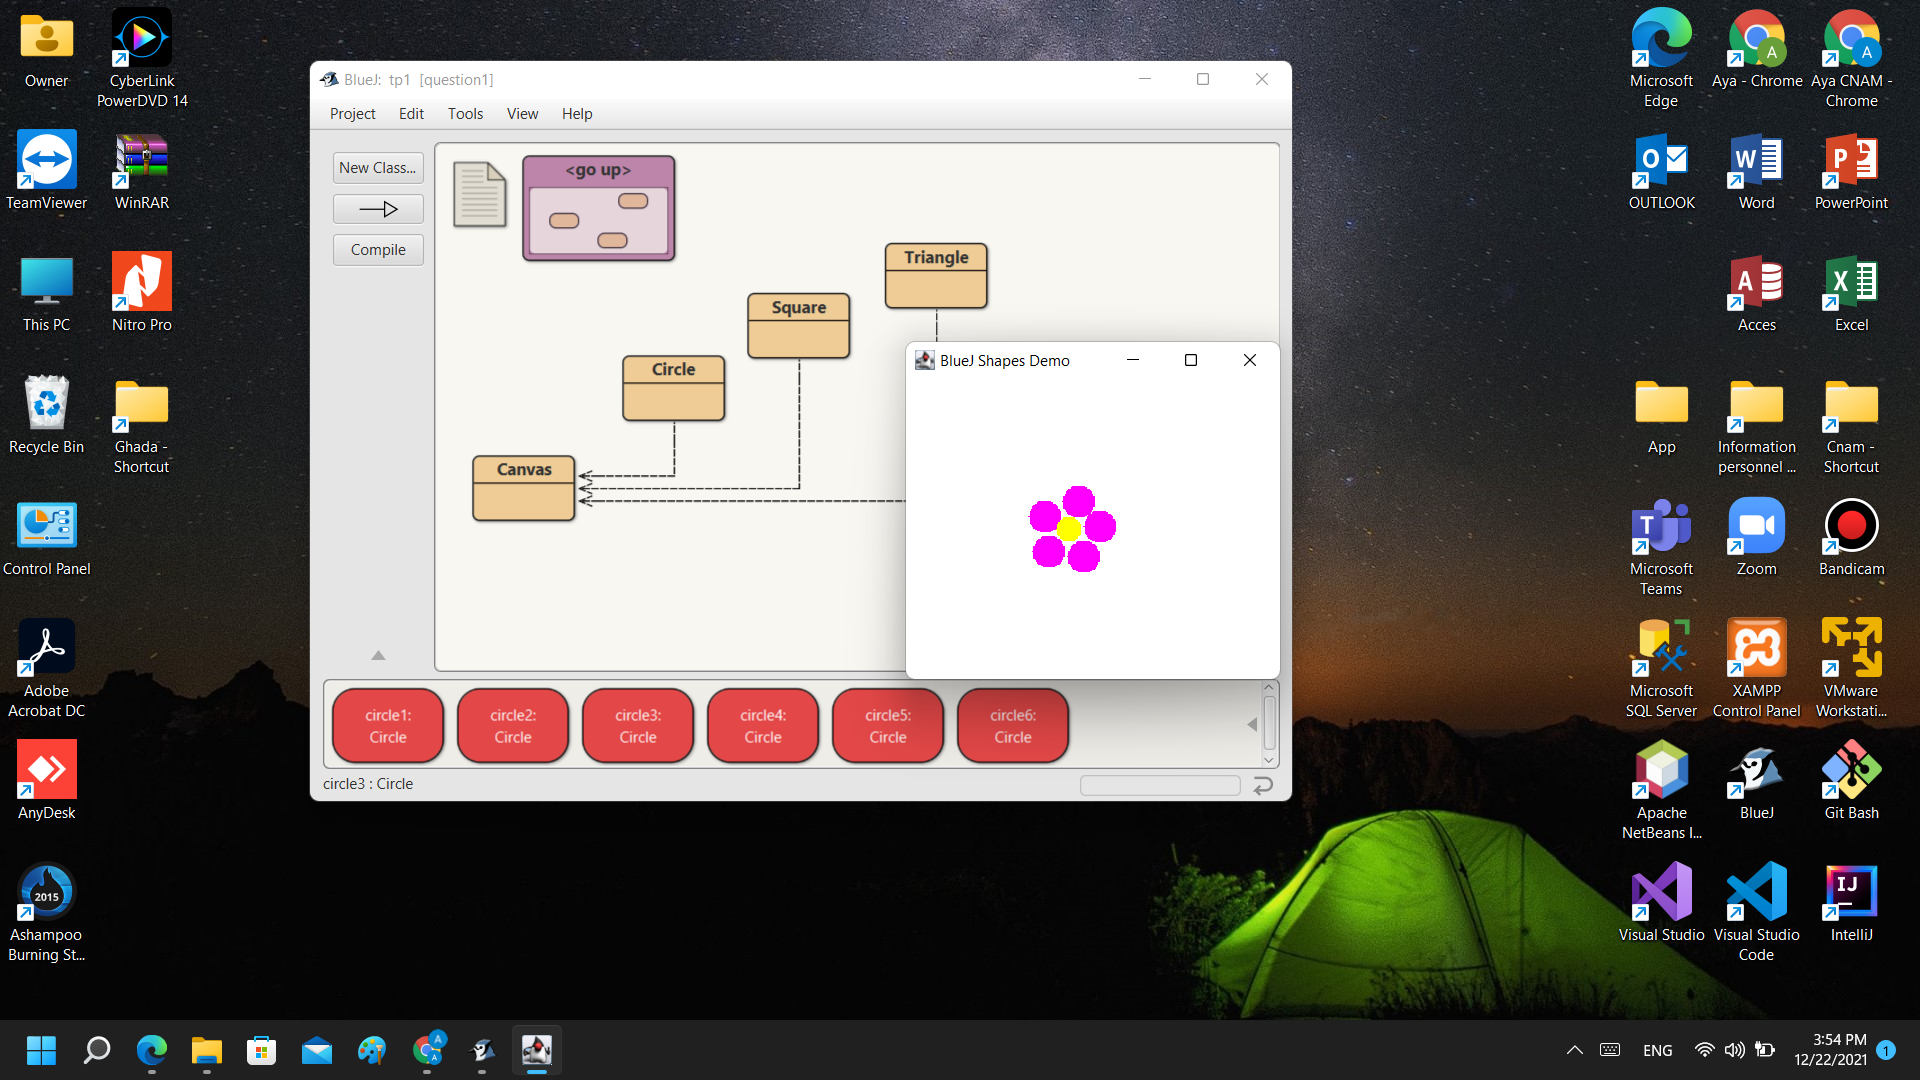 Owner
CyberLink
PowerDVD 14
TeamViewer
WinRAR
This PC
Nitro Pro
Recycle Bin
Ghada -
Shortcut
Control Panel
Adobe
Acrobat DC
AnyDesk
2015
Ashampoo
Burning St...
BlueJ: tp1 [question1]
Project Edit Tools View Help
New Class...
Compile
<go up>
Triangle
Square
Circle
Canvas
BlueJ Shapes Demo
circle1:
Circle
circle2:
Circle
circle3:
Circle
circle4:
Circle
circle5:
Circle
circle6:
Circle
circle3 : Circle
Microsoft
Edge
A
Aya - Chrome
A
Aya CNAM -
Chrome
O
OUTLOOK
W
Word
P
PowerPoint
A
Acces
X
Excel
App
Information
personnel ...
Cnam -
Shortcut
T
Microsoft
Teams
Zoom
Bandicam
Microsoft
SQL Server
XAMPP
Control Panel
VMware
Workstati...
Apache
NetBeans I...
BlueJ
Git Bash
Visual Studio
Visual Studio
Code
IJ
IntelliJ
A
A
ENG
3:54 PM
12/22/2021
1